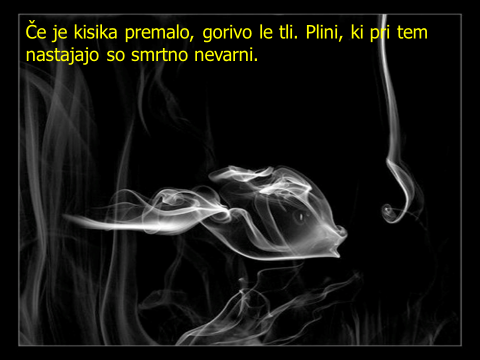 Če je kisika premalo, gorivo le tli. Plini, ki pri tem
nastajajo so smrtno nevarni.